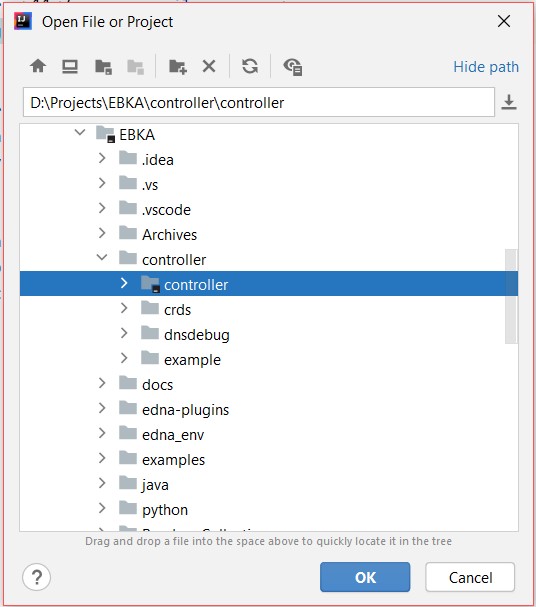 Open File or Project
Hide path
D:\Projects\EBKA\controller\controller
EBKA
.idea
.vs
.vscode
Archives
controller
controller
crds
dnsdebug
example
docs
edna-plugins
edna_env
examples
java
python
Drag and drop a file into the space above to quickly locate it in the tree
?
OK
Cancel